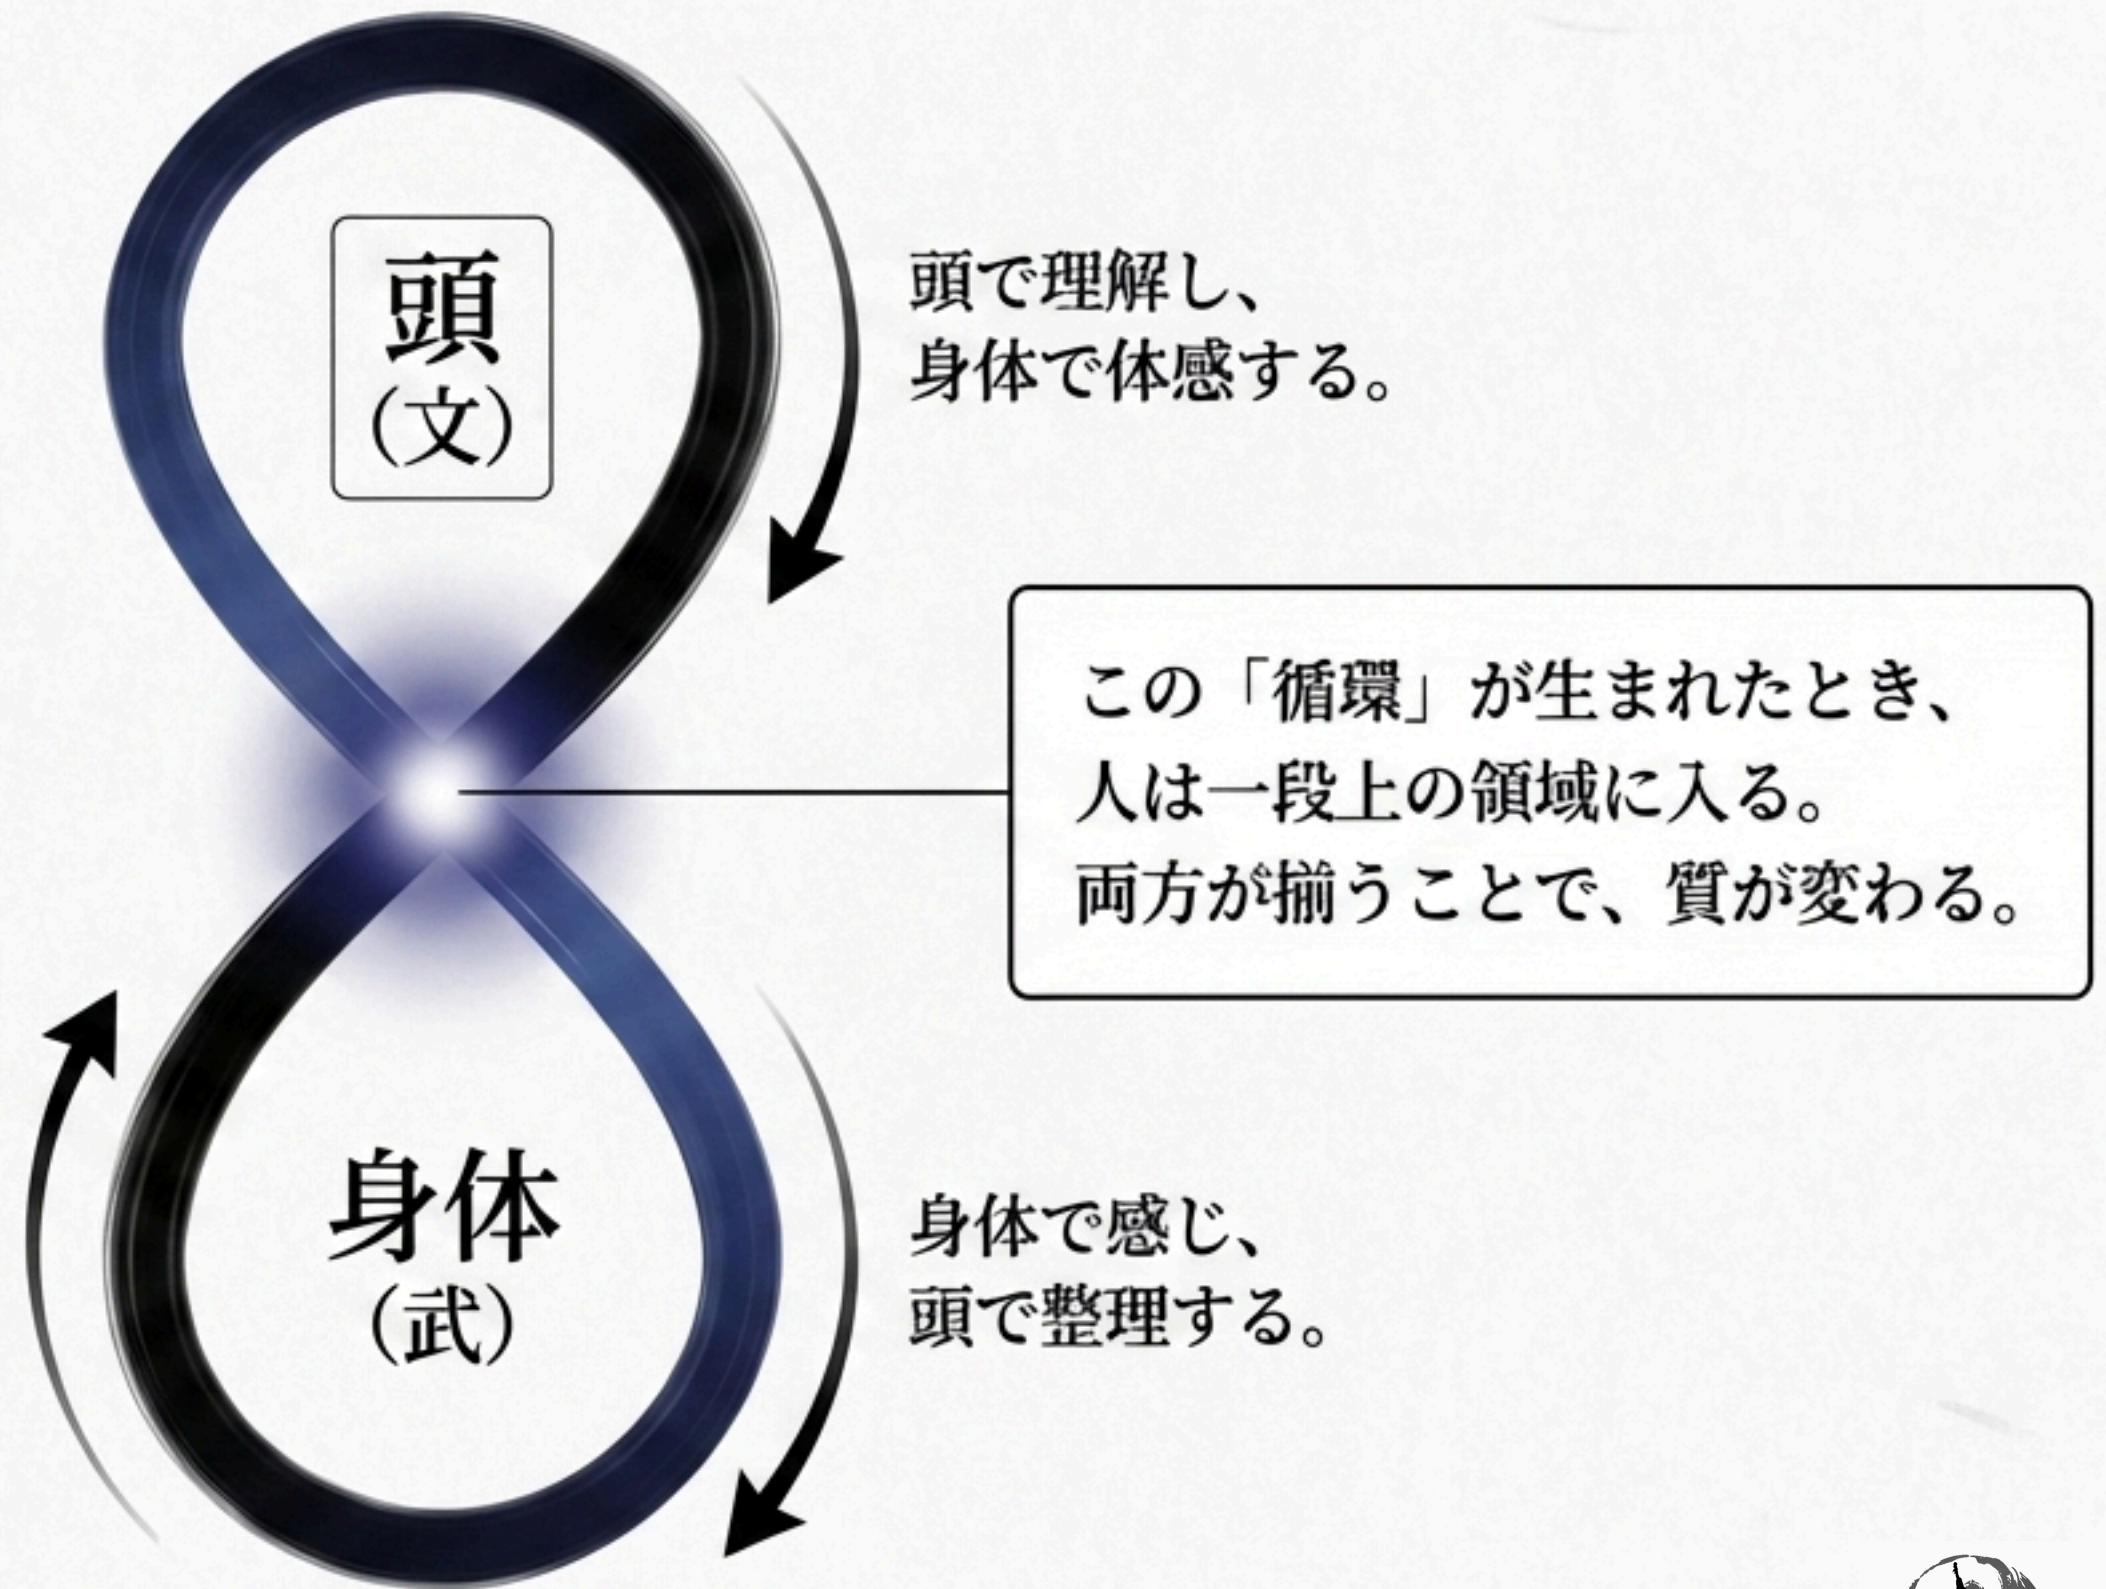 頭
（文）
頭で理解し、
身体で体感する。
この「循環」が生まれたとき、
人は一段上の領域に入る。
両方が揃うことで、質が変わる。
身体
（武）
身体で感じ、
頭で整理する。